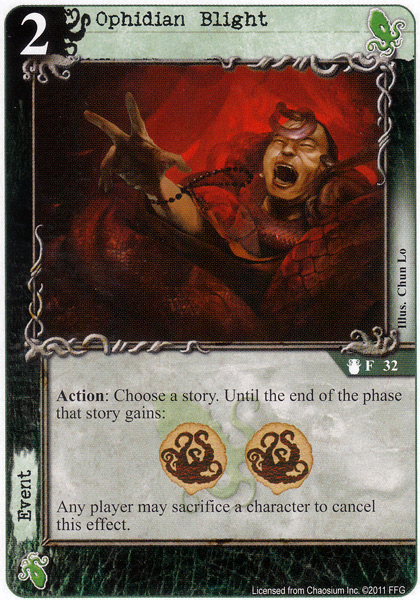 2 Ophidian Blight
Illus. Chun Lo
F 32
Action: Choose a story. Until the end of the phase
that story gains:
Any player may sacrifice a character to cancel
this effect.
Event
Licensed from Chaosium Inc. ©2011 FFG